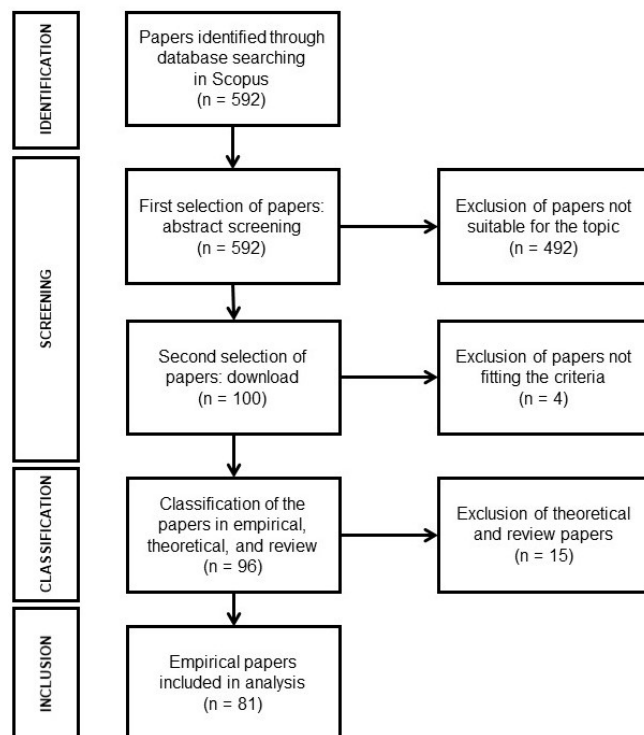 IDENTIFICATION
Papers identified through
database searching
in Scopus
(n = 592)
SCREENING
First selection of papers:
abstract screening
(n = 592)
Exclusion of papers not
suitable for the topic
(n = 492)
Second selection of
papers: download
(n = 100)
Exclusion of papers not
fitting the criteria
(n = 4)
CLASSIFICATION
Classification of the
papers in empirical,
theoretical, and review
(n = 96)
Exclusion of theoretical
and review papers
(n = 15)
INCLUSION
Empirical papers
included in analysis
(n = 81)